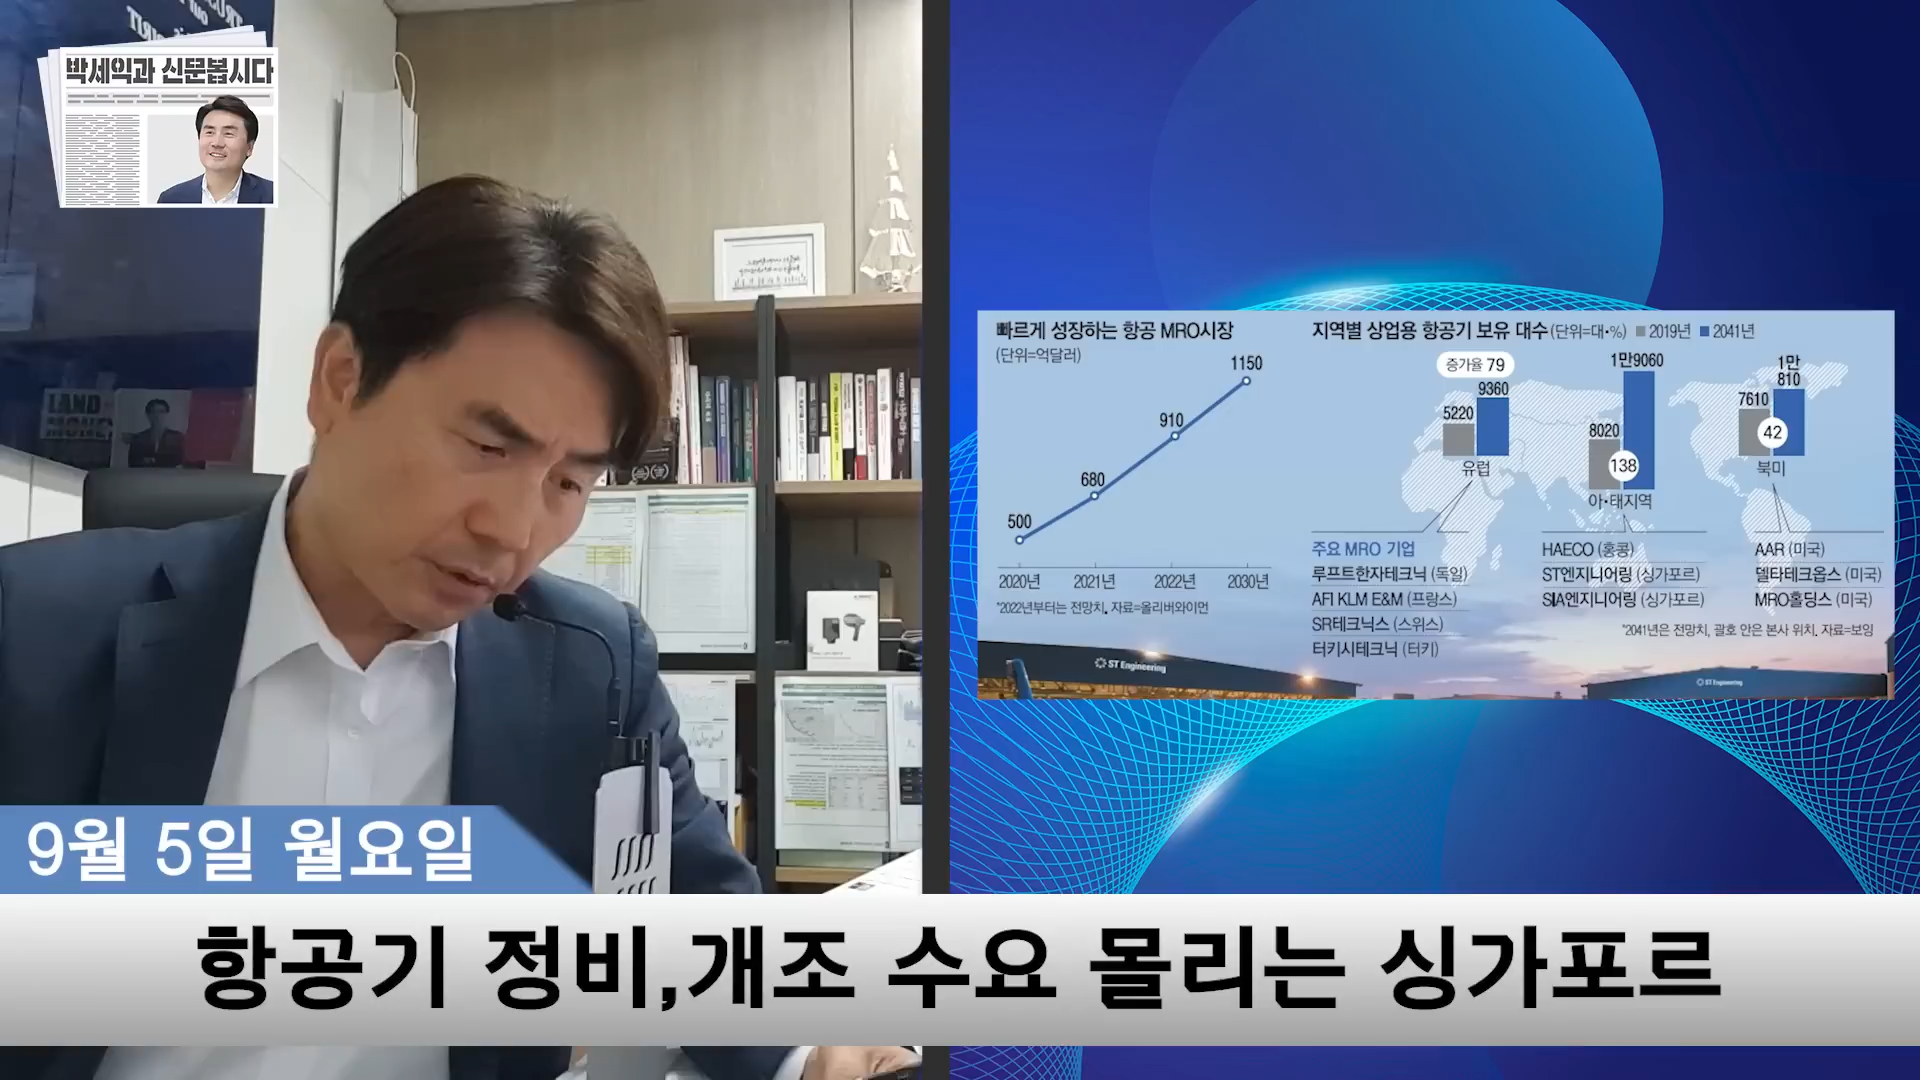 박세익과 신문봅시다
LAND
빠르게 성장하는 항공 MRO시장
(단위=억달러)
1150
910
680
500
2020년 2021년 2022년 2030년
*2022년부터는 전망치, 자료=올리버와이먼
지역별 상업용 항공기 보유 대수(단위=대·%) 2019년 2041년
증가율 79
5220 9360
유럽
8020 1만9060
138
아·태지역
7610 1만
810
42
북미
주요 MRO 기업
루프트한자테크닉 (독일)
AFI KLM E&M (프랑스)
SR테크닉스 (스위스)
터키시테크닉 (터키)
HAECO (홍콩)
ST엔지니어링 (싱가포르)
SIA엔지니어링 (싱가포르)
AAR (미국)
델타테크옵스 (미국)
MRO홀딩스 (미국)
*2041년은 전망치, 괄호 안은 본사 위치. 자료=보잉
ST Engineering
ST Engineering
9월 5일 월요일
항공기 정비,개조 수요 몰리는 싱가포르